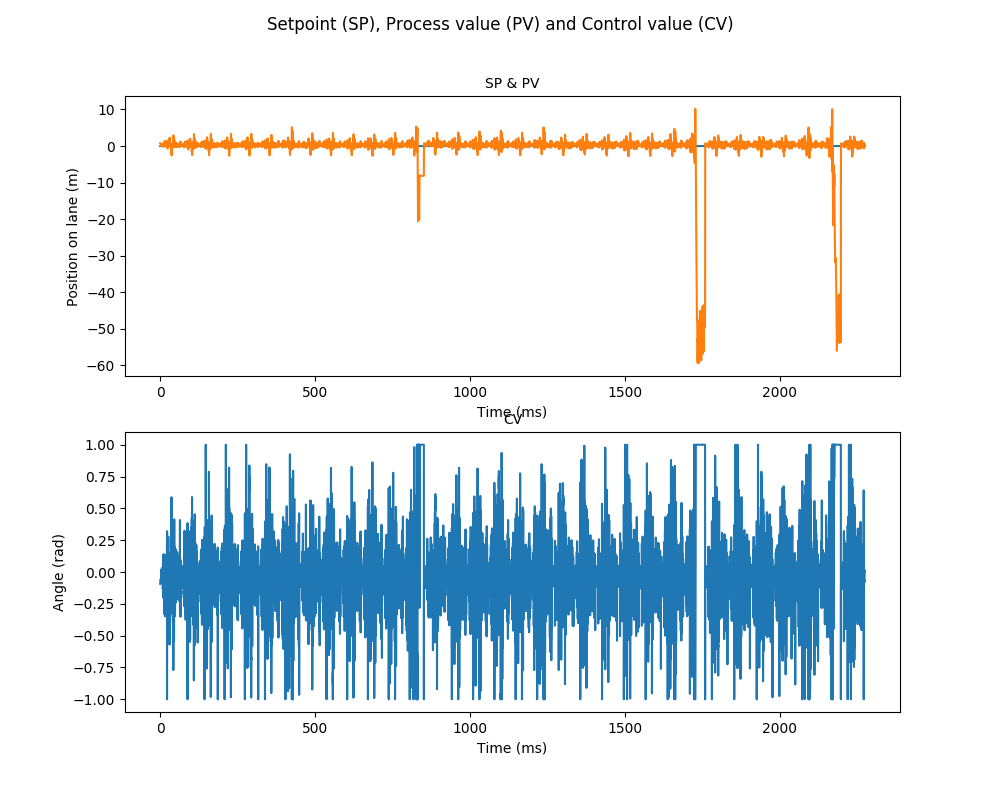 Setpoint (SP), Process value (PV) and Control value (CV)
SP & PV
Position on lane (m)
10
0
−10
−20
−30
−40
−50
−60
0 500 1000 1500 2000
Time (ms)
CV
Angle (rad)
1.00
0.75
0.50
0.25
0.00
−0.25
−0.50
−0.75
−1.00
0 500 1000 1500 2000
Time (ms)